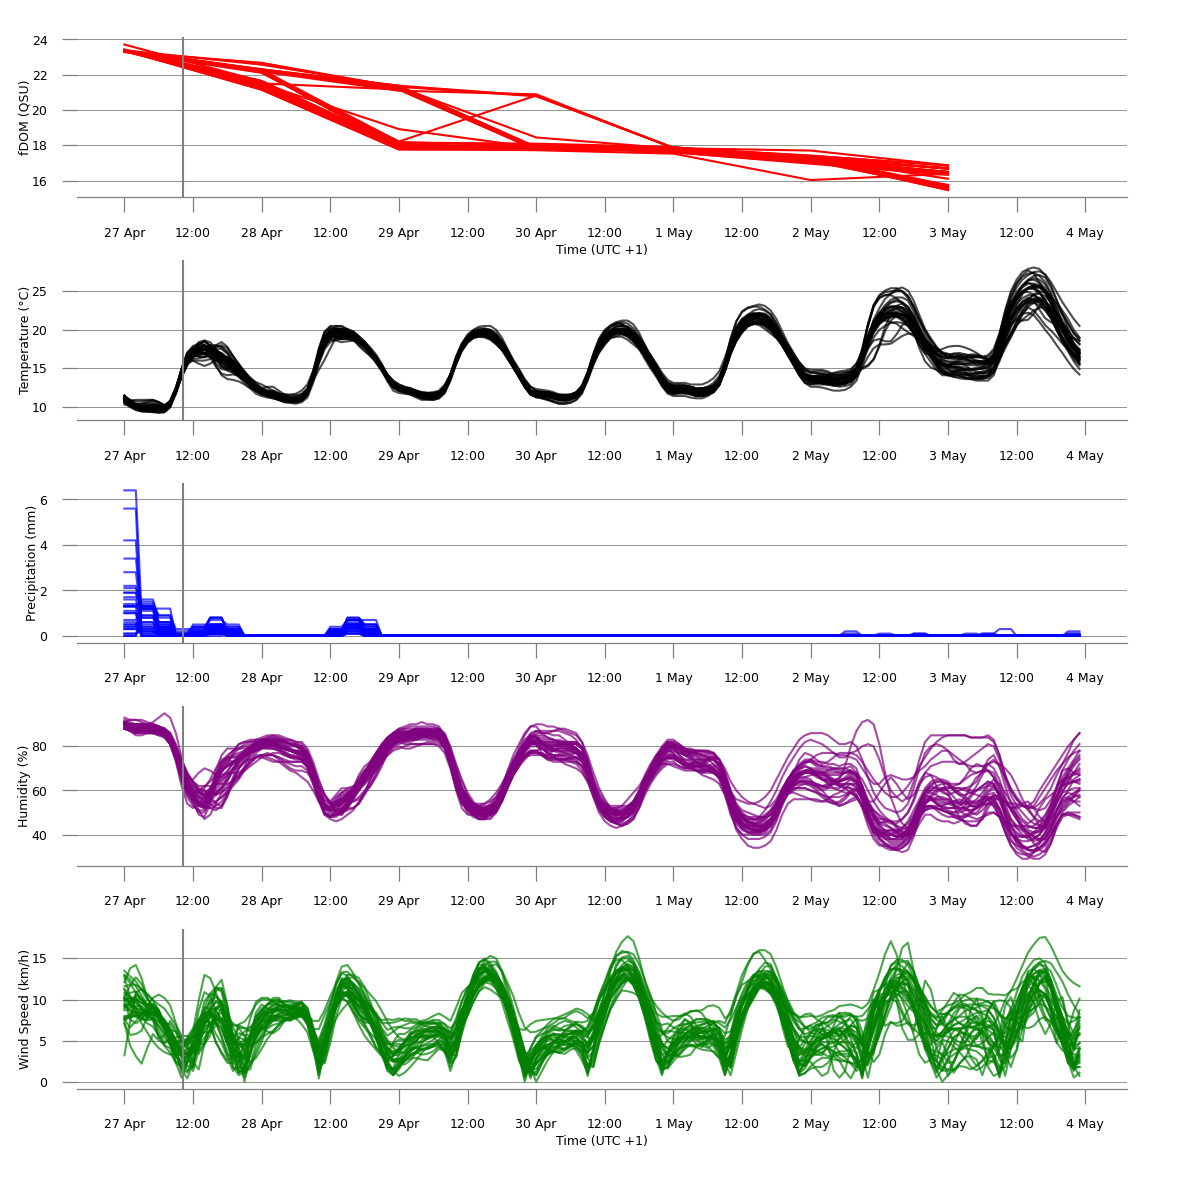 24
22
20
18
16
fDOM (QSU)
27 Apr 12:00 28 Apr 12:00 29 Apr 12:00 30 Apr 12:00 1 May 12:00 2 May 12:00 3 May 12:00 4 May
Time (UTC +1)
25
20
15
10
Temperature (°C)
27 Apr 12:00 28 Apr 12:00 29 Apr 12:00 30 Apr 12:00 1 May 12:00 2 May 12:00 3 May 12:00 4 May
6
4
2
0
Precipitation (mm)
27 Apr 12:00 28 Apr 12:00 29 Apr 12:00 30 Apr 12:00 1 May 12:00 2 May 12:00 3 May 12:00 4 May
80
60
40
Humidity (%)
27 Apr 12:00 28 Apr 12:00 29 Apr 12:00 30 Apr 12:00 1 May 12:00 2 May 12:00 3 May 12:00 4 May
15
10
5
0
Wind Speed (km/h)
27 Apr 12:00 28 Apr 12:00 29 Apr 12:00 30 Apr 12:00 1 May 12:00 2 May 12:00 3 May 12:00 4 May
Time (UTC +1)